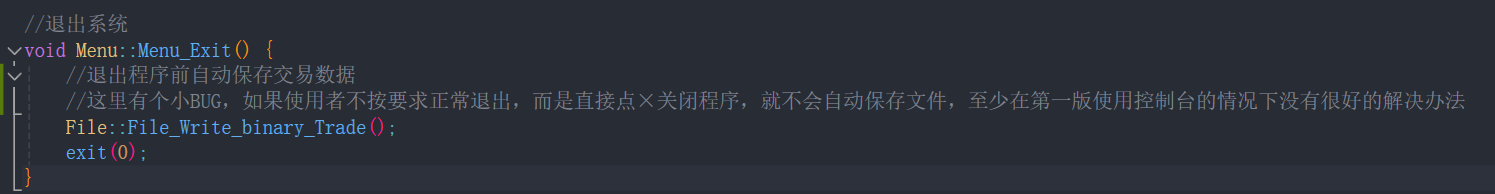 //退出系统
void Menu::Menu_Exit() {
//退出程序前自动保存交易数据
//这里有个小BUG，如果使用者不按要求正常退出，而是直接点×关闭程序，就不会自动保存文件，至少在第一版使用控制台的情况下没有很好的解决办法
File::File_Write_binary_Trade();
exit(0);
}